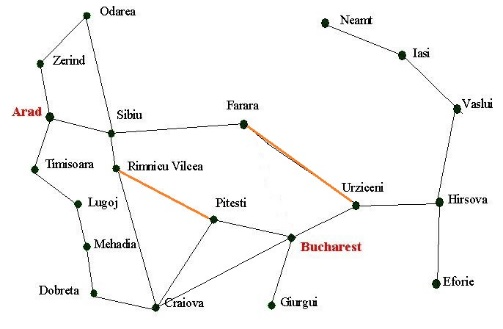 Odarea
Neamt
Zerind
Iasi
Arad
Sibiu
Farara
Vaslui
Timisoara
Rimnicu Vilcea
Urziceni
Hirsova
Lugoj
Pitesti
Mehadia
Bucharest
Dobreta
Craiova
Giurgui
Eforie